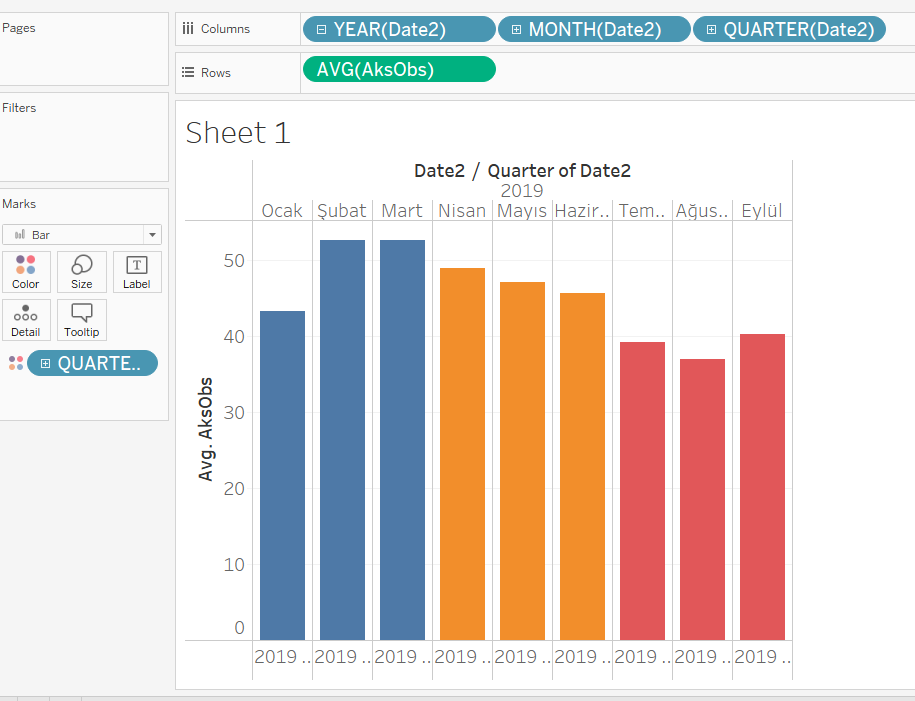 Pages
Columns
YEAR(Date2)
MONTH(Date2)
QUARTER(Date2)
Rows
AVG(AksObs)
Filters
Marks
Bar
Color
Size
T
Label
Detail
Tooltip
QUARTE..
Sheet 1
Date2 / Quarter of Date2
2019
Ocak Şubat Mart Nisan Mayıs Hazir.. Tem.. Ağus.. Eylül
50
40
30
20
10
0
Avg. AksObs
2019 .. 2019 .. 2019 .. 2019 .. 2019 .. 2019 .. 2019 .. 2019 .. 2019 ..